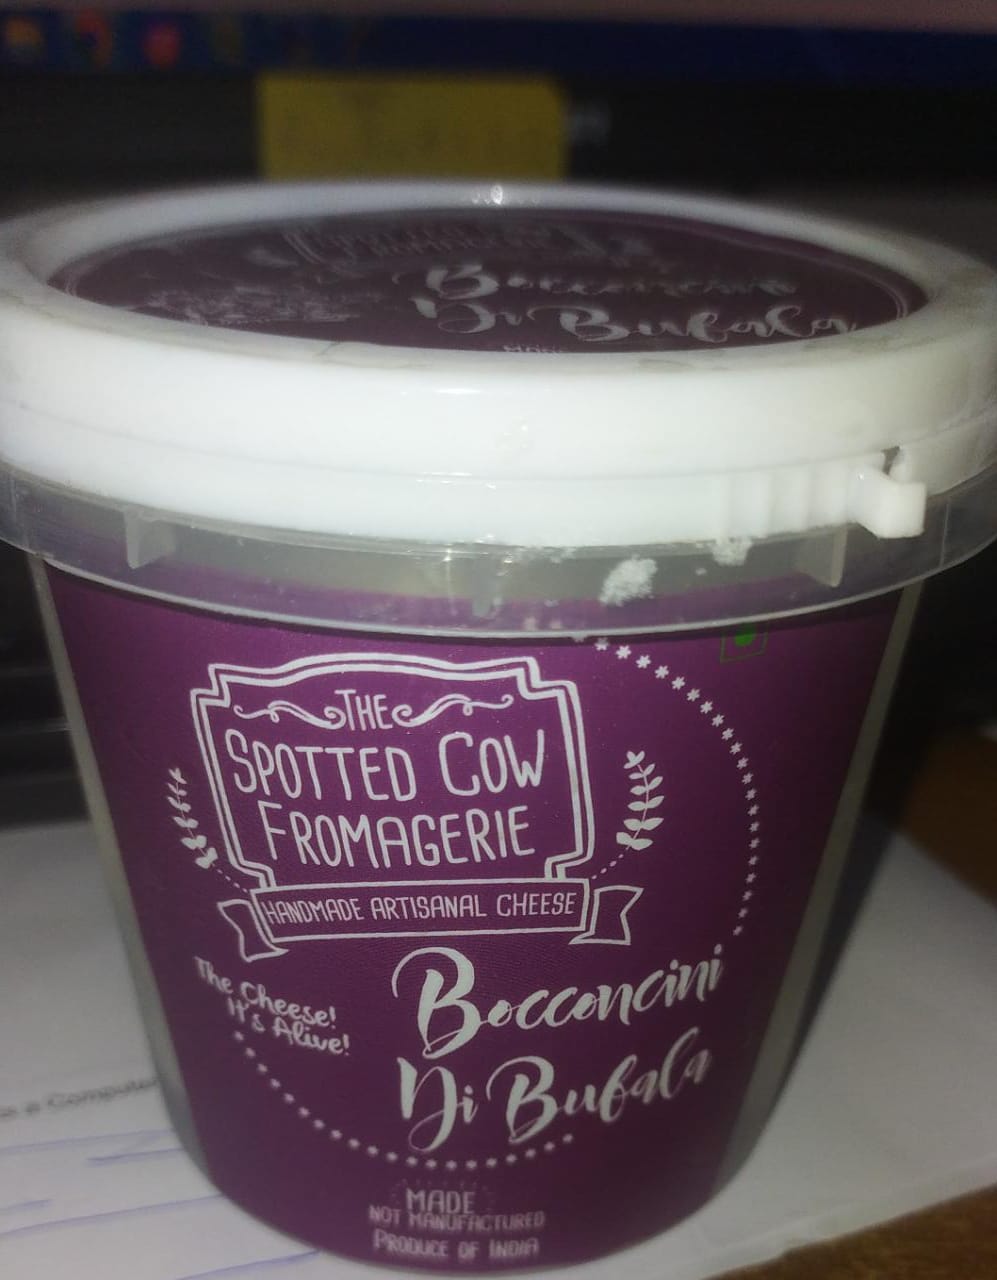 Bocconcini
Di Bufala
THE
SPOTTED COW
FROMAGERIE
HANDMADE ARTISANAL CHEESE
The Cheese!
It's Alive!
Bocconcini
Di Bufala
MADE
NOT MANUFACTURED
PRODUCE OF INDIA
a Computer